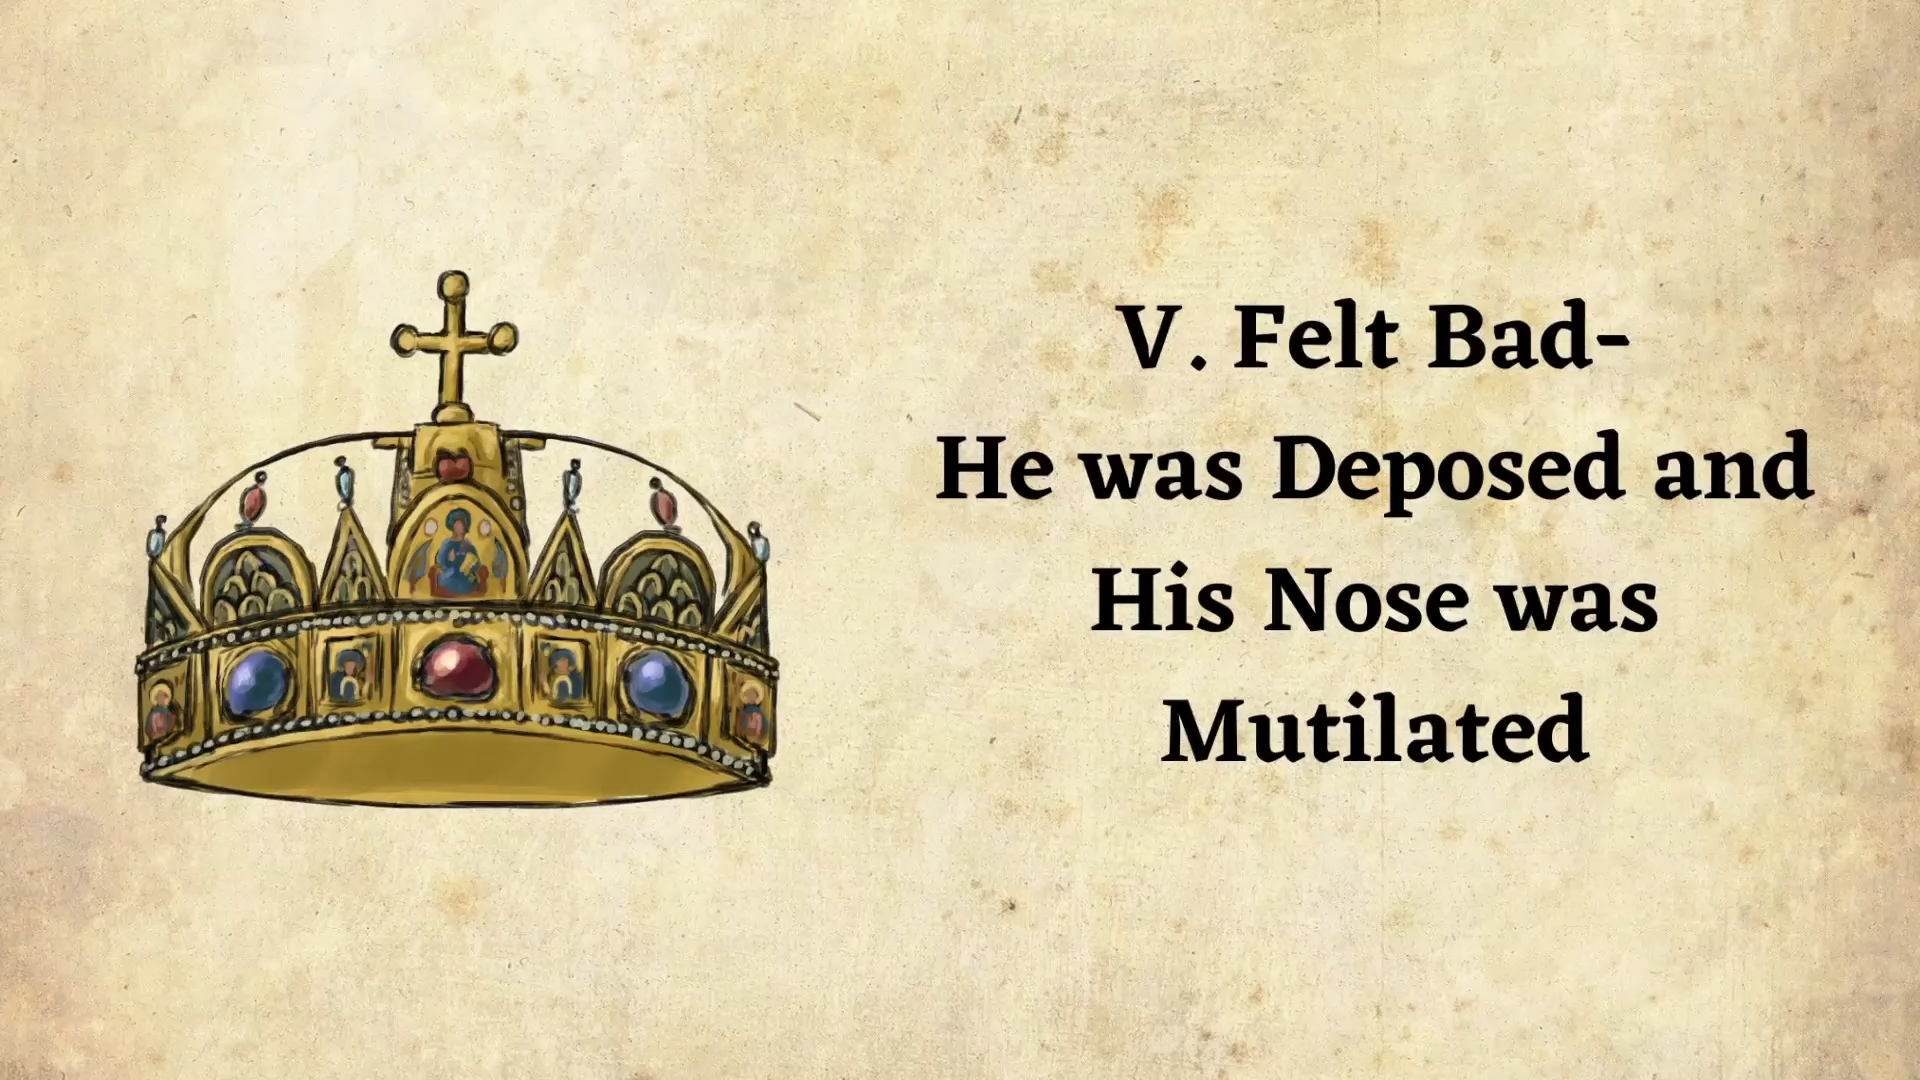 V. Felt Bad-
He was Deposed and
His Nose was
Mutilated